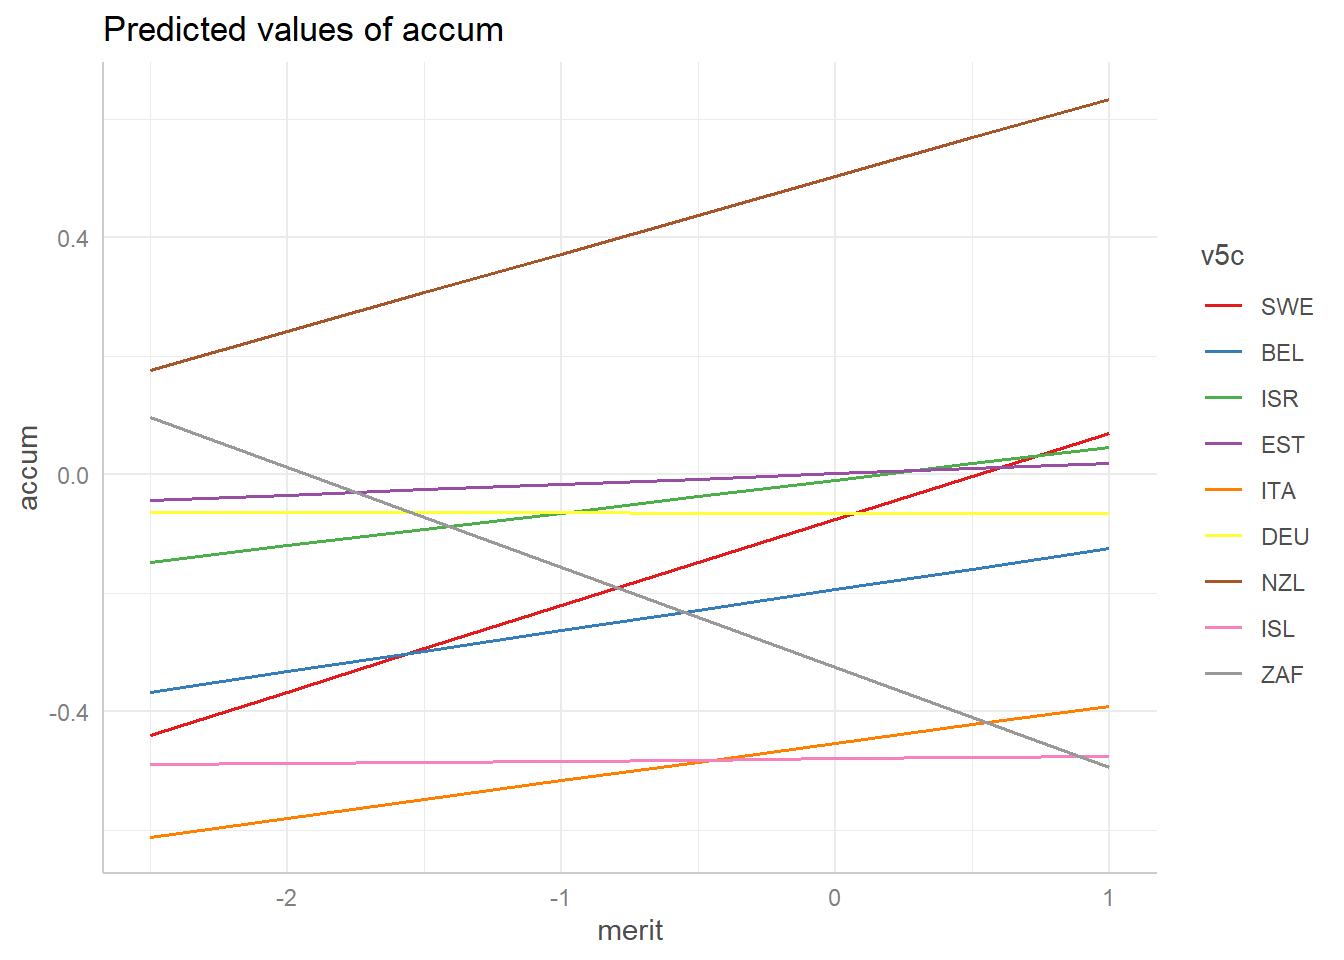 Predicted values of accum
accum
0.4
0.0
-0.4
-2
-1
0
1
merit
v5c
SWE
BEL
ISR
EST
ITA
DEU
NZL
ISL
ZAF